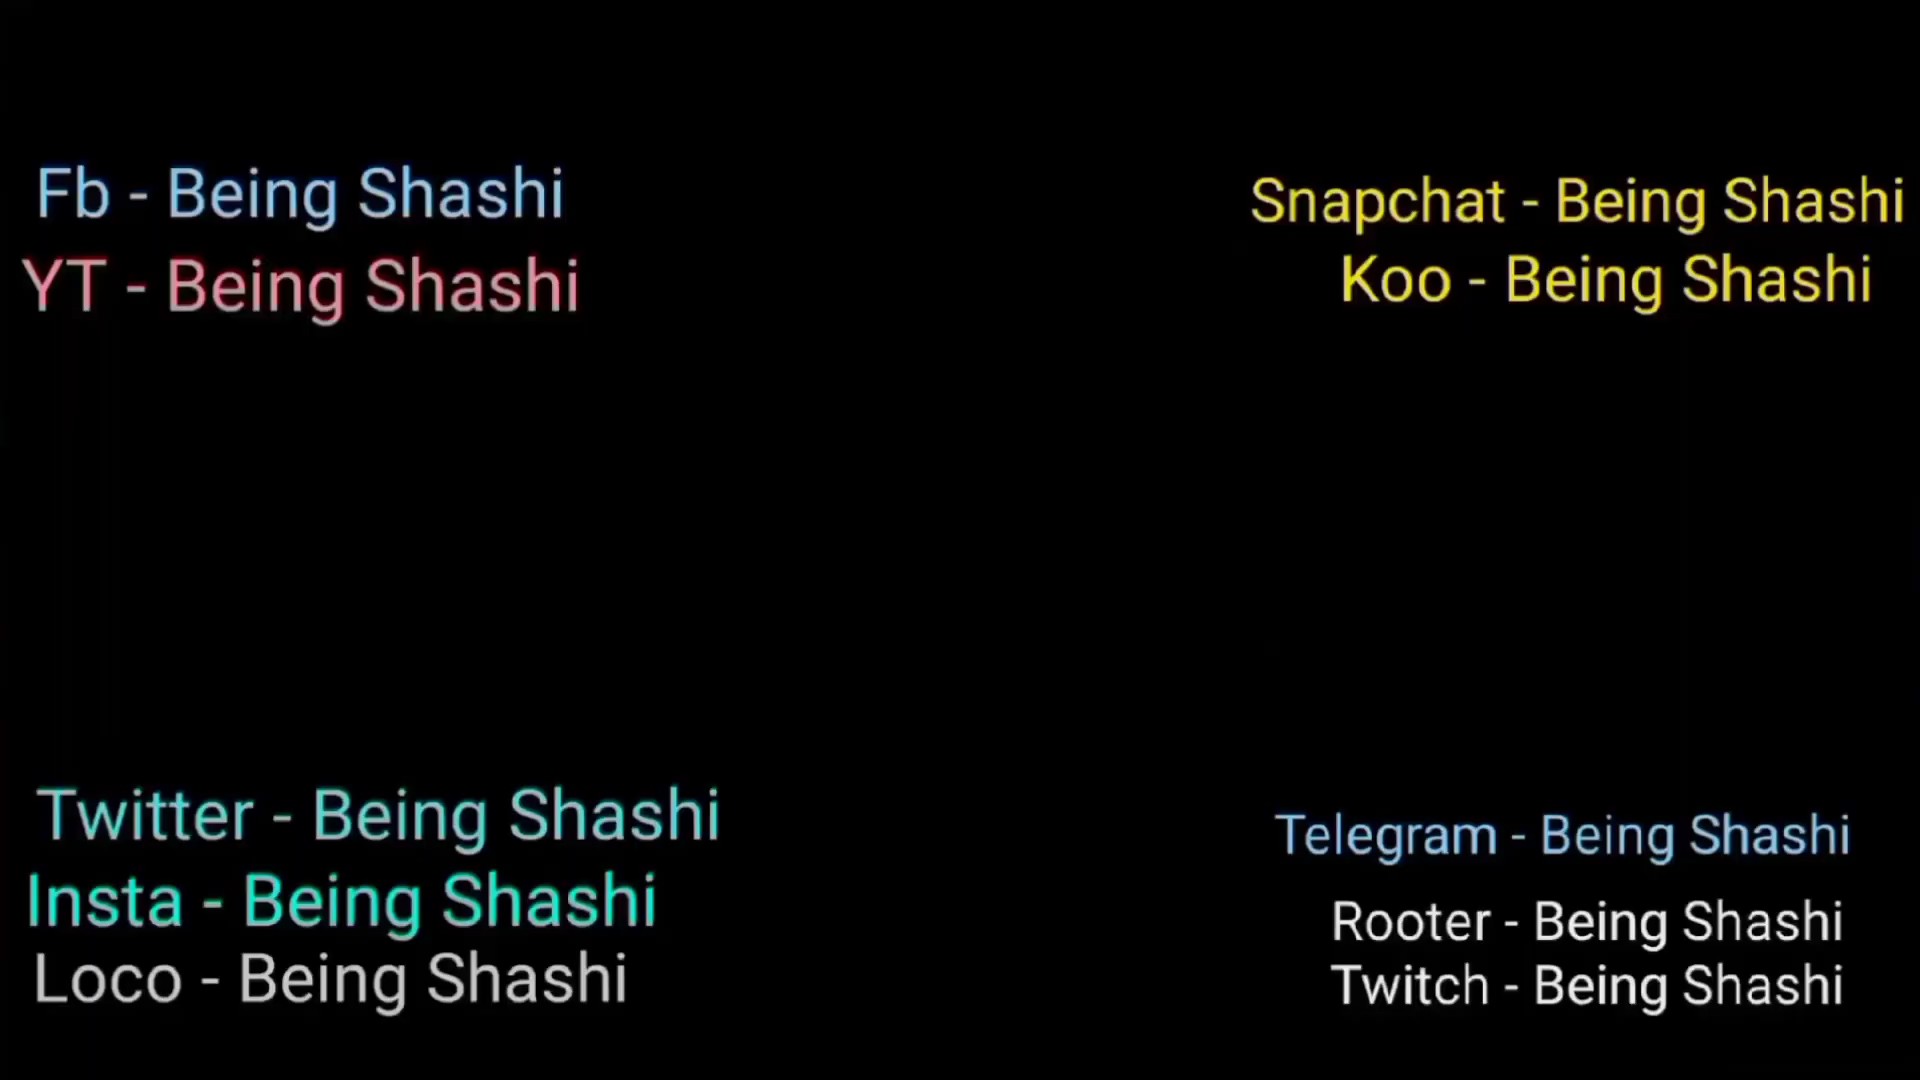 Fb - Being Shashi
YT - Being Shashi
Snapchat - Being Shashi
Koo - Being Shashi
Twitter - Being Shashi
Insta - Being Shashi
Loco - Being Shashi
Telegram - Being Shashi
Rooter - Being Shashi
Twitch - Being Shashi